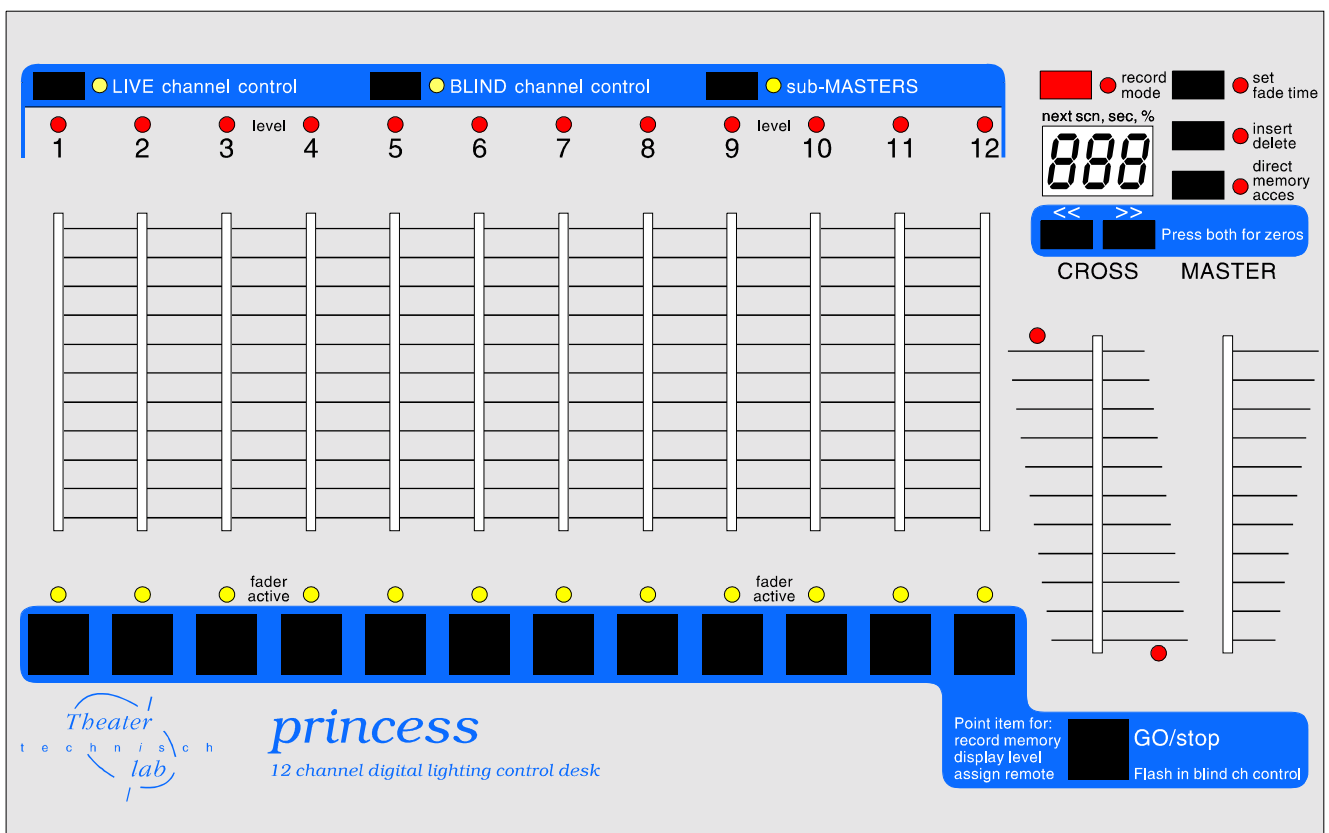 LIVE channel control
BLIND channel control
sub-MASTERS
level
level
1 2 3 4 5 6 7 8 9 10 11 12
record
mode
set
fade time
next scn, sec, %
888
insert
delete
direct
memory
acces
<< >>
Press both for zeros
CROSS MASTER
fader
active
fader
active
Theater
technisch
lab
princess
12 channel digital lighting control desk
Point item for:
record memory
display level
assign remote
GO/stop
Flash in blind ch control